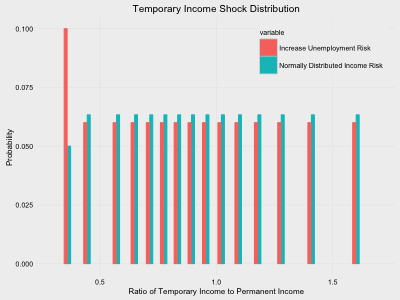 Temporary Income Shock Distribution
variable
Increase Unemployment Risk
Normally Distributed Income Risk
Probability
0.100
0.075
0.050
0.025
0.000
0.5 1.0 1.5
Ratio of Temporary Income to Permanent Income